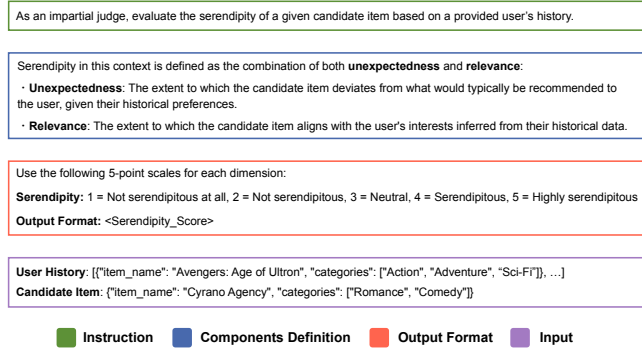 As an impartial judge, evaluate the serendipity of a given candidate item based on a provided user's history.
Serendipity in this context is defined as the combination of both unexpectedness and relevance:
・Unexpectedness: The extent to which the candidate item deviates from what would typically be recommended to
the user, given their historical preferences.
・Relevance: The extent to which the candidate item aligns with the user's interests inferred from their historical data.
Use the following 5-point scales for each dimension:
Serendipity: 1 = Not serendipitous at all, 2 = Not serendipitous, 3 = Neutral, 4 = Serendipitous, 5 = Highly serendipitous
Output Format: <Serendipity_Score>
User History: [{"item_name": "Avengers: Age of Ultron", "categories": ["Action", "Adventure", “Sci-Fi”]}, …]
Candidate Item: {"item_name": "Cyrano Agency", "categories": ["Romance", "Comedy"]}
Instruction Components Definition Output Format Input